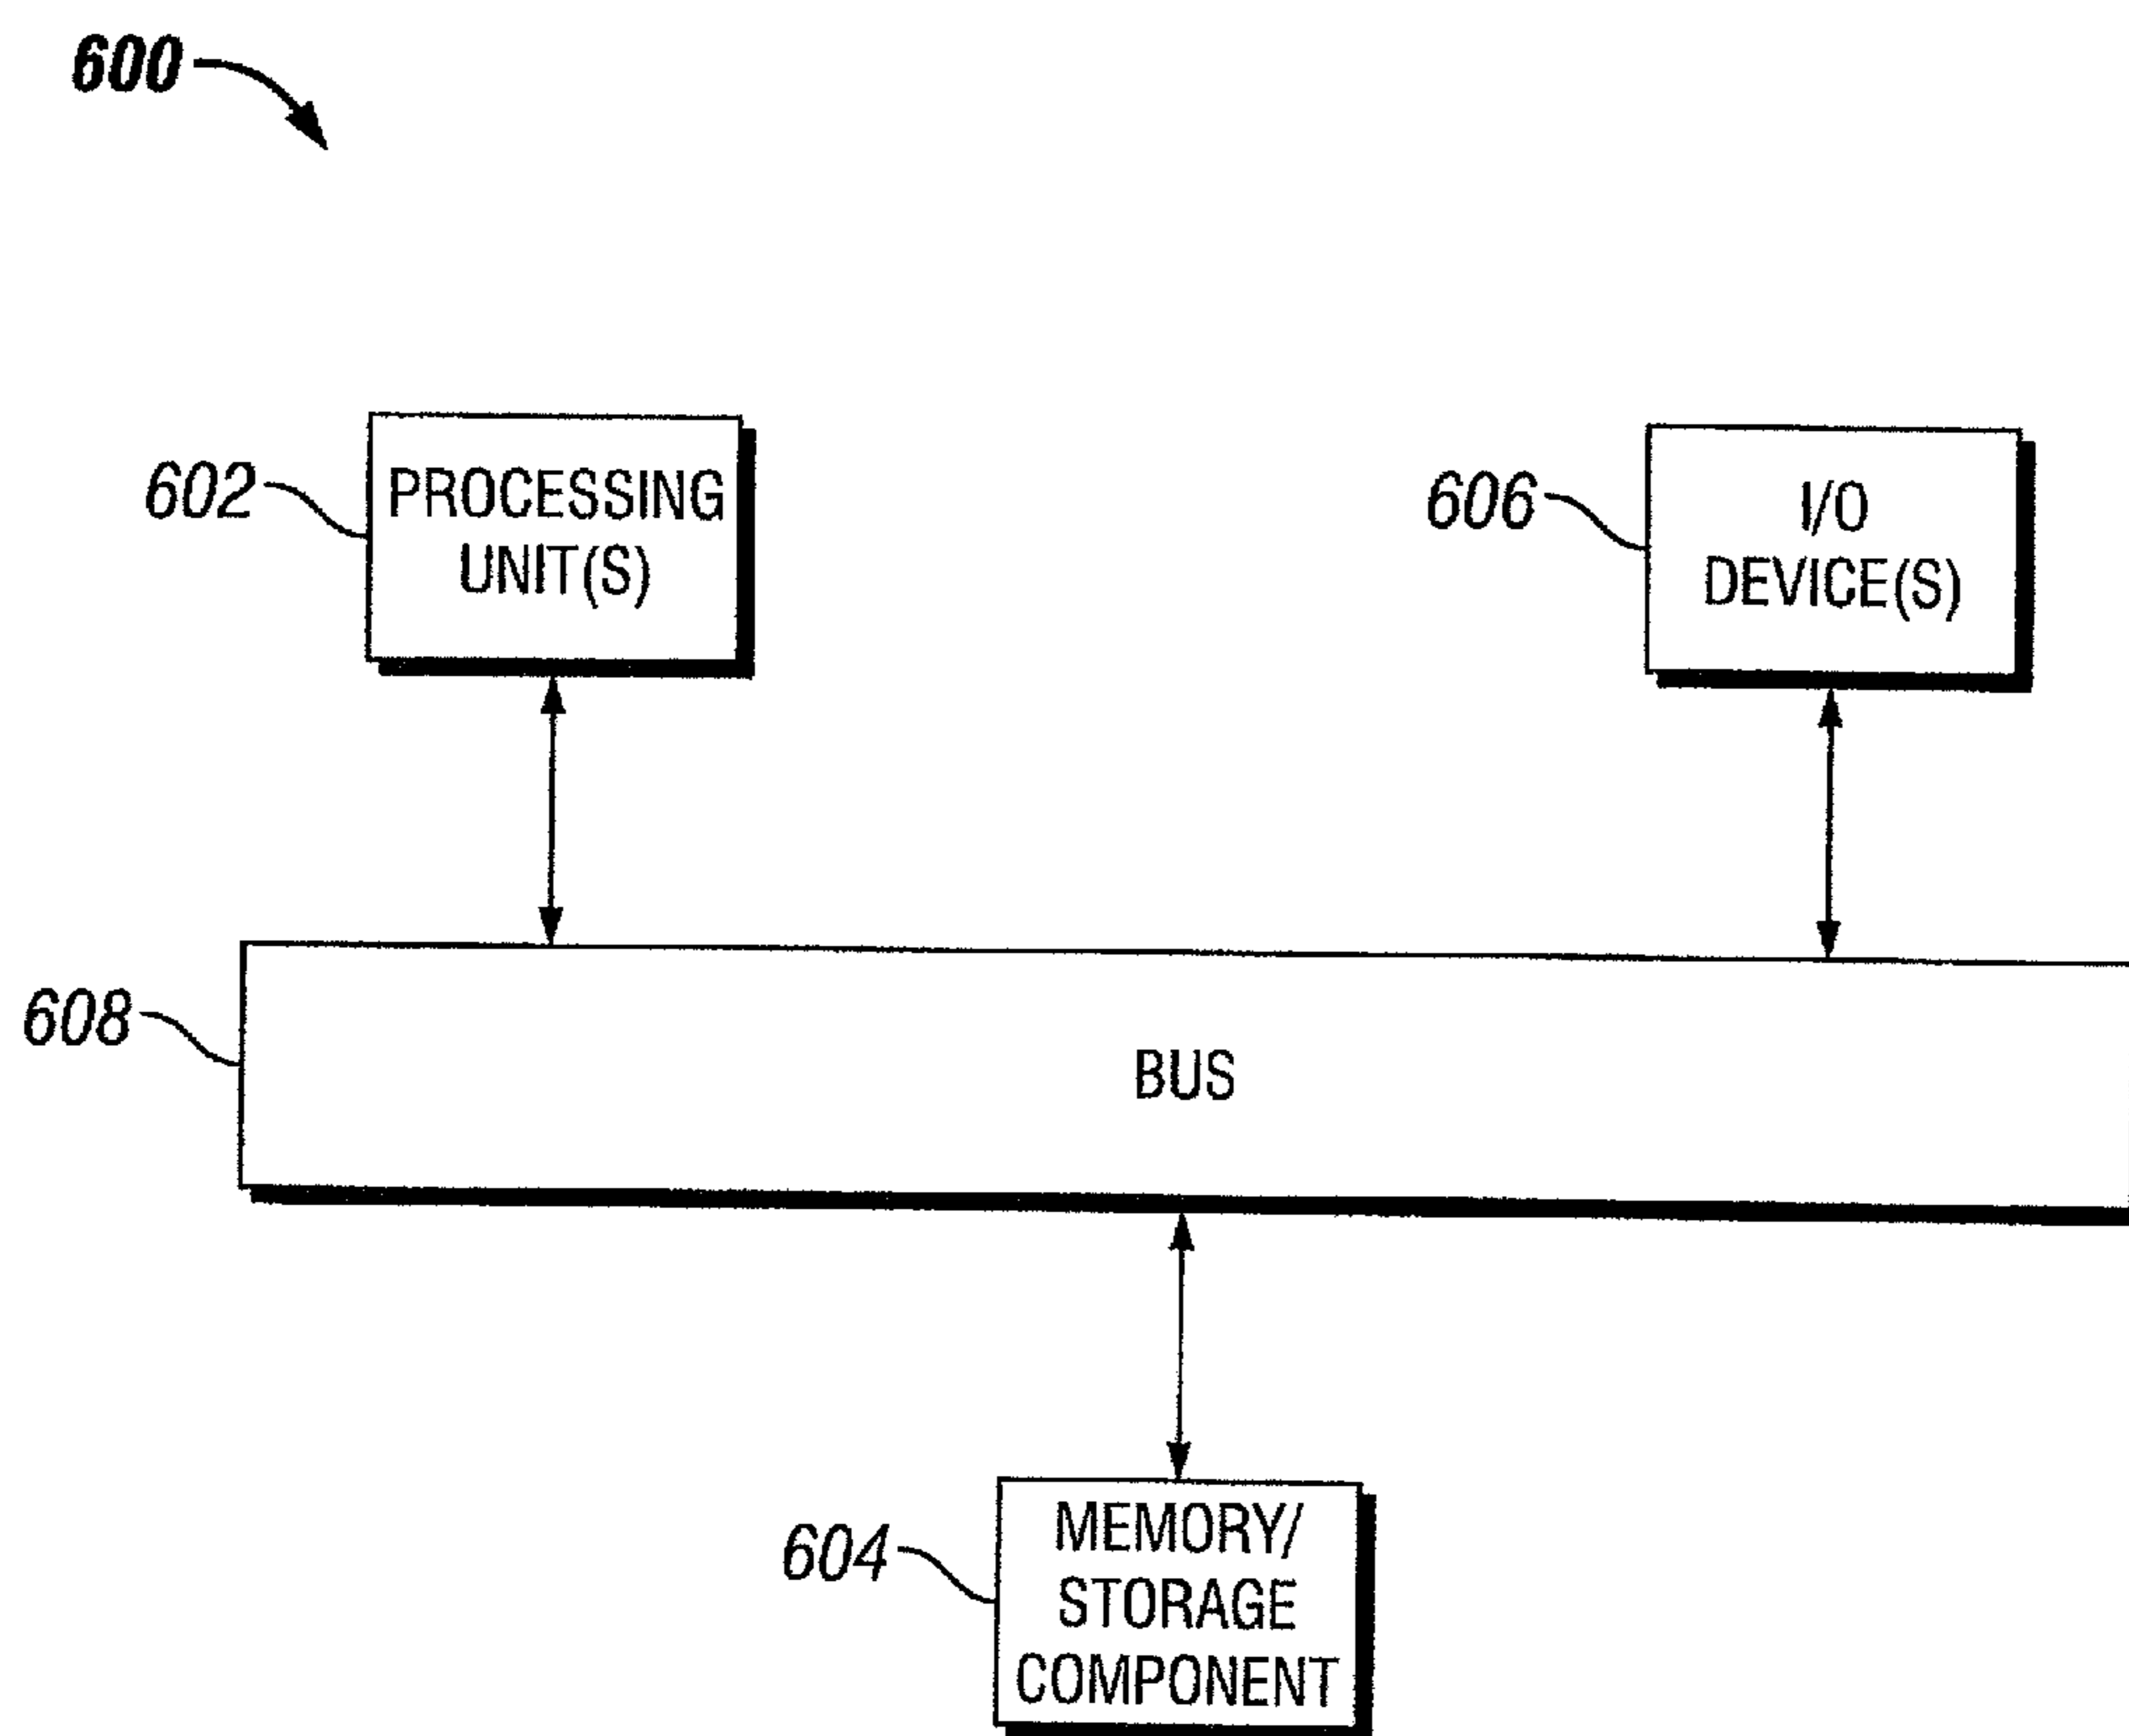 600
602
PROCESSING
UNIT(S)
606
I/O
DEVICE(S)
608
BUS
604
MEMORY/
STORAGE
COMPONENT